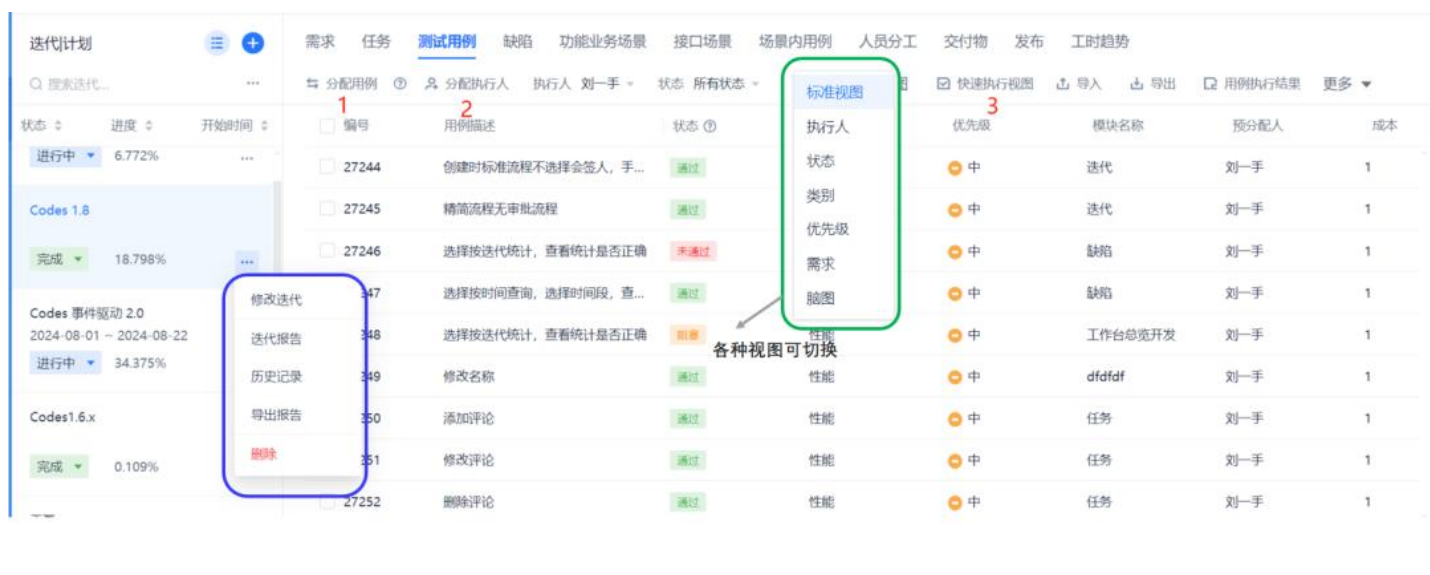 迭代|计划
搜索迭代...
状态 进度 开始时间
进行中 6.772% ...
Codes 1.8
完成 18.798% ...
Codes 事件驱动 2.0
2024-08-01 ~ 2024-08-22
进行中 34.375%
Codes1.6.x
完成 0.109%
修改迭代
迭代报告
历史记录
导出报告
删除
需求 任务 测试用例 缺陷 功能业务场景 接口场景 场景内用例 人员分工 交付物 发布 工时趋势
分配用例 分配执行人 执行人 刘一手 状态 所有状态 图 快速执行视图 导入 导出 用例执行结果 更多
1 2 3
编号 用例描述 状态 优先级 模块名称 预分配人 成本
27244 创建时标准流程不选择会签人，手... 通过 中 迭代 刘一手 1
27245 精简流程无审批流程 通过 中 迭代 刘一手 1
27246 选择按迭代统计，查看统计是否正确 未通过 中 缺陷 刘一手 1
247 选择按时间查询，选择时间段，查... 通过 中 缺陷 刘一手 1
248 选择按迭代统计，查看统计是否正确 阻塞 性能 中 工作台总览开发 刘一手 1
249 修改名称 通过 性能 中 dfdfdf 刘一手 1
250 添加评论 通过 性能 中 任务 刘一手 1
251 修改评论 通过 性能 中 任务 刘一手 1
27252 删除评论 通过 性能 中 任务 刘一手 1
标准视图
执行人
状态
类别
优先级
需求
脑图
各种视图可切换